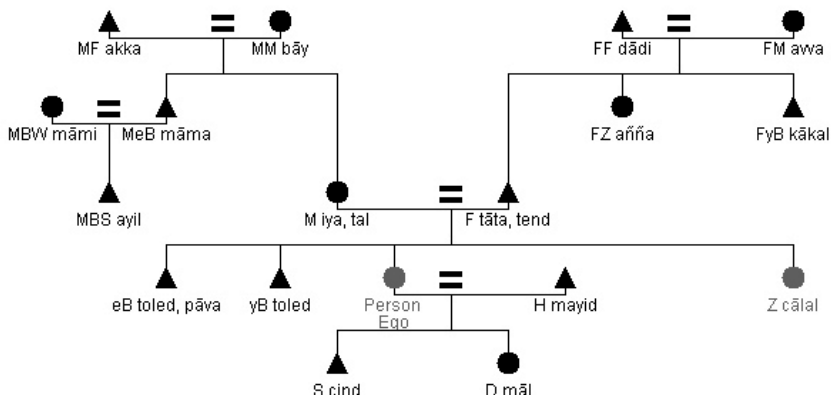 MF akka MM bāy FF dādi FM avva
MBW māmi MeB māma FZ añña FyB kākal
MBS ayil M iya, tal F tāta, tend
eB toled, pāva yB toled Person Ego H mayid Z cālal
S cind D māl